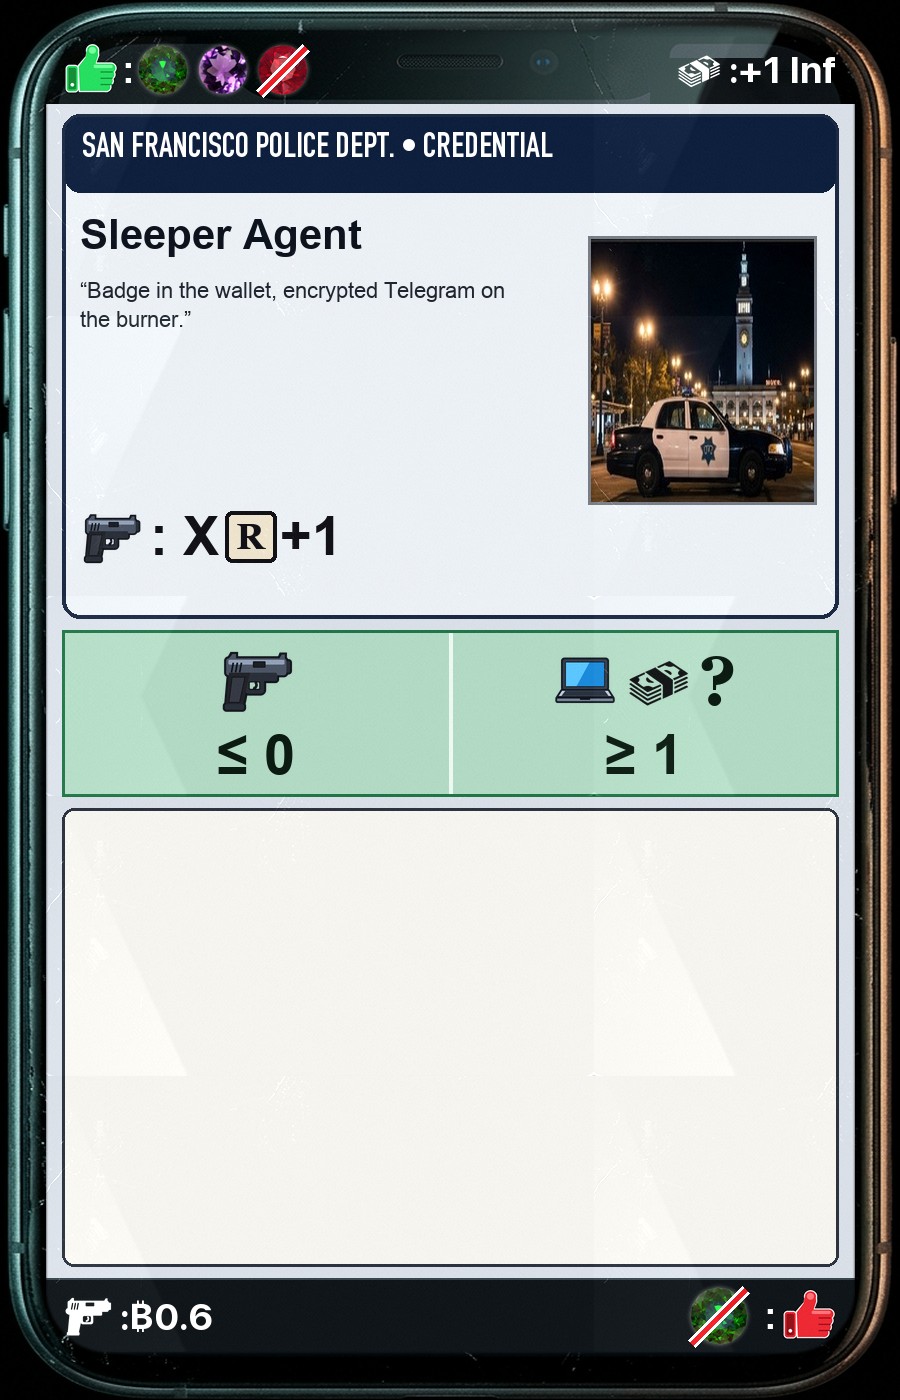 : :+1 Inf
SAN FRANCISCO POLICE DEPT. • CREDENTIAL
Sleeper Agent
“Badge in the wallet, encrypted Telegram on
the burner.”
: X R +1
?
≤ 0 ≥ 1
:฿0.6 :